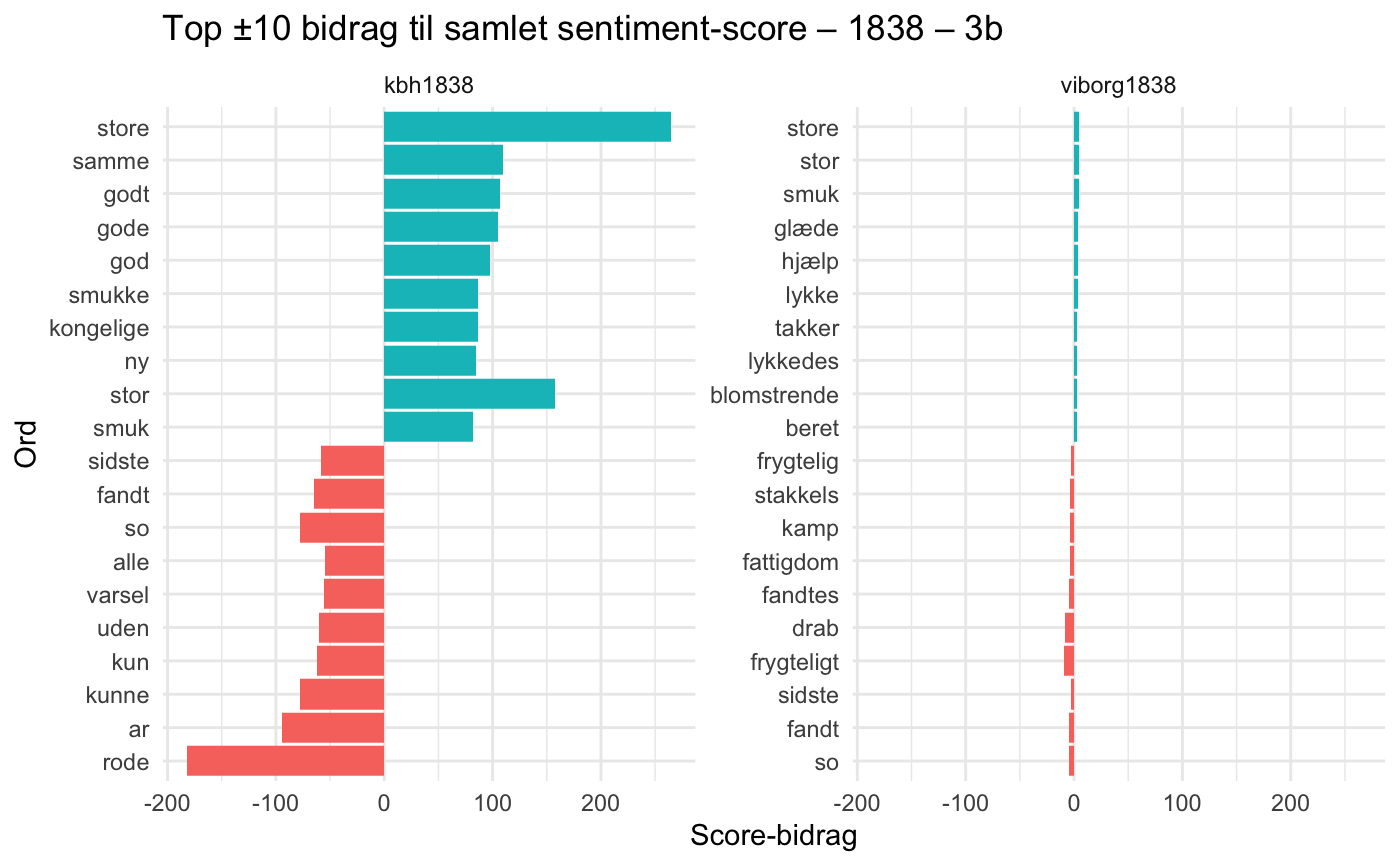 Top ±10 bidrag til samlet sentiment-score – 1838 – 3b
kbh1838
store
samme
godt
gode
god
smukke
kongelige
ny
stor
smuk
sidste
fandt
so
alle
varsel
uden
kun
kunne
ar
rode
-200 -100 0 100 200
viborg1838
store
stor
smuk
glæde
hjælp
lykke
takker
lykkedes
blomstrende
beret
frygtelig
stakkels
kamp
fattigdom
fandtes
drab
frygteligt
sidste
fandt
so
-200 -100 0 100 200
Ord
Score-bidrag